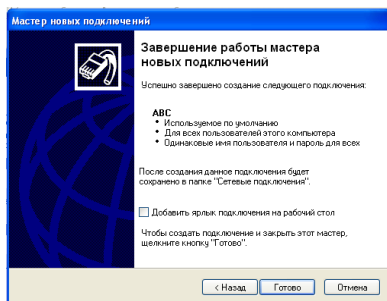 Мастер новых подключений
Завершение работы мастера
новых подключений
Успешно завершено создание следующего подключения:
ABC
• Используемое по умолчанию
• Для всех пользователей этого компьютера
• Одинаковые имя пользователя и пароль для всех
После создания данное подключения будет
сохранено в папке "Сетевые подключения".
Добавить ярлык подключения на рабочий стол
Чтобы создать подключение и закрыть этот мастер,
щелкните кнопку "Готово".
< Назад Готово Отмена